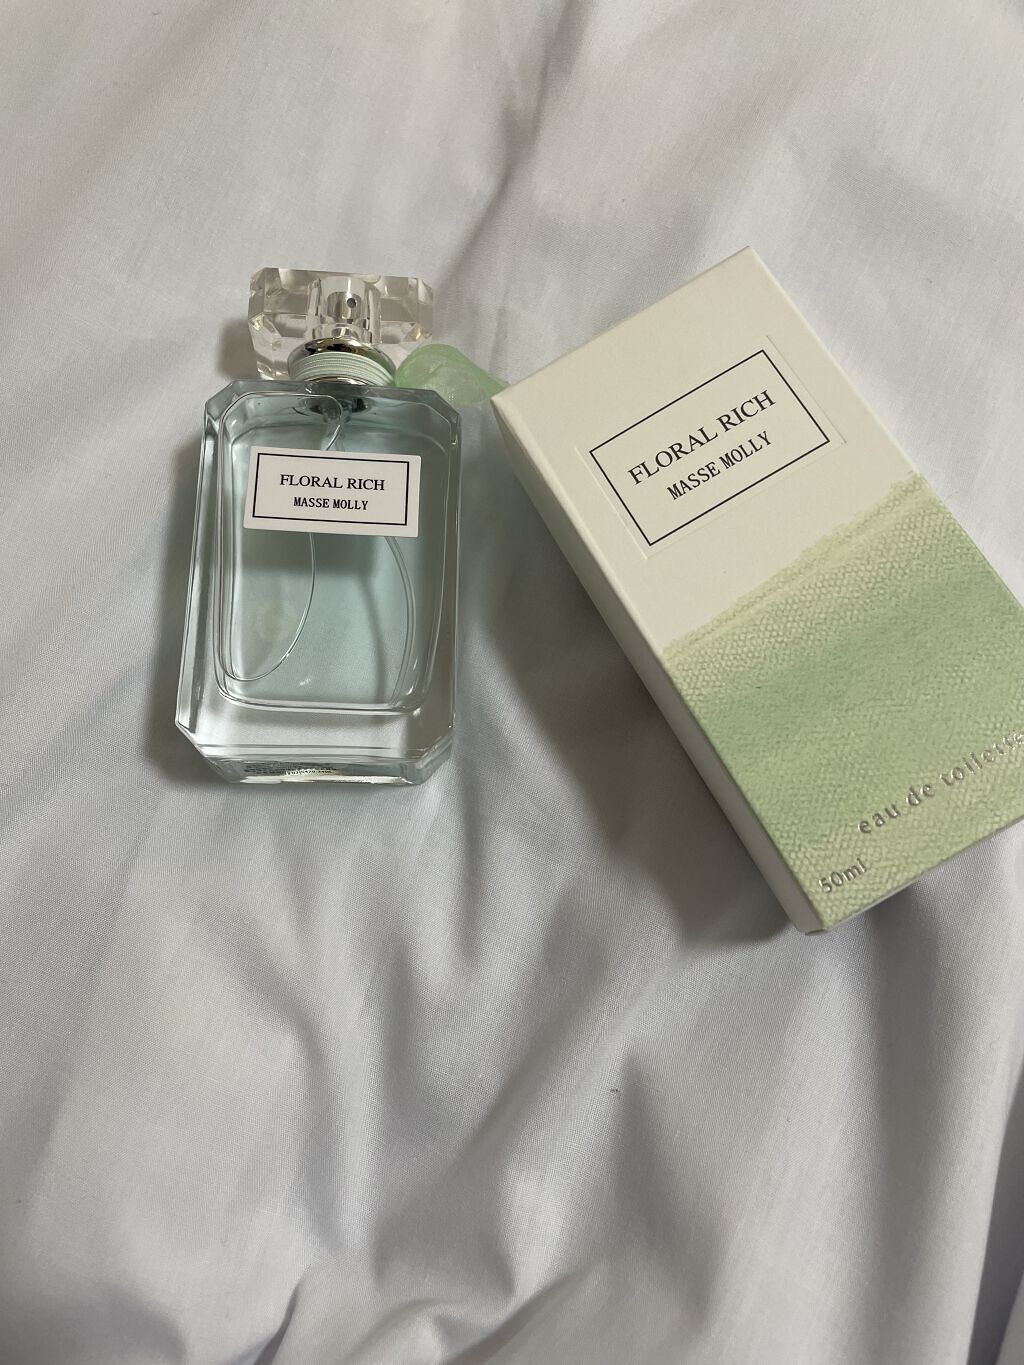 FLORAL RICH
MASSE MOLLY
FLORAL RICH
MASSE MOLLY
eau de toilette
50ml